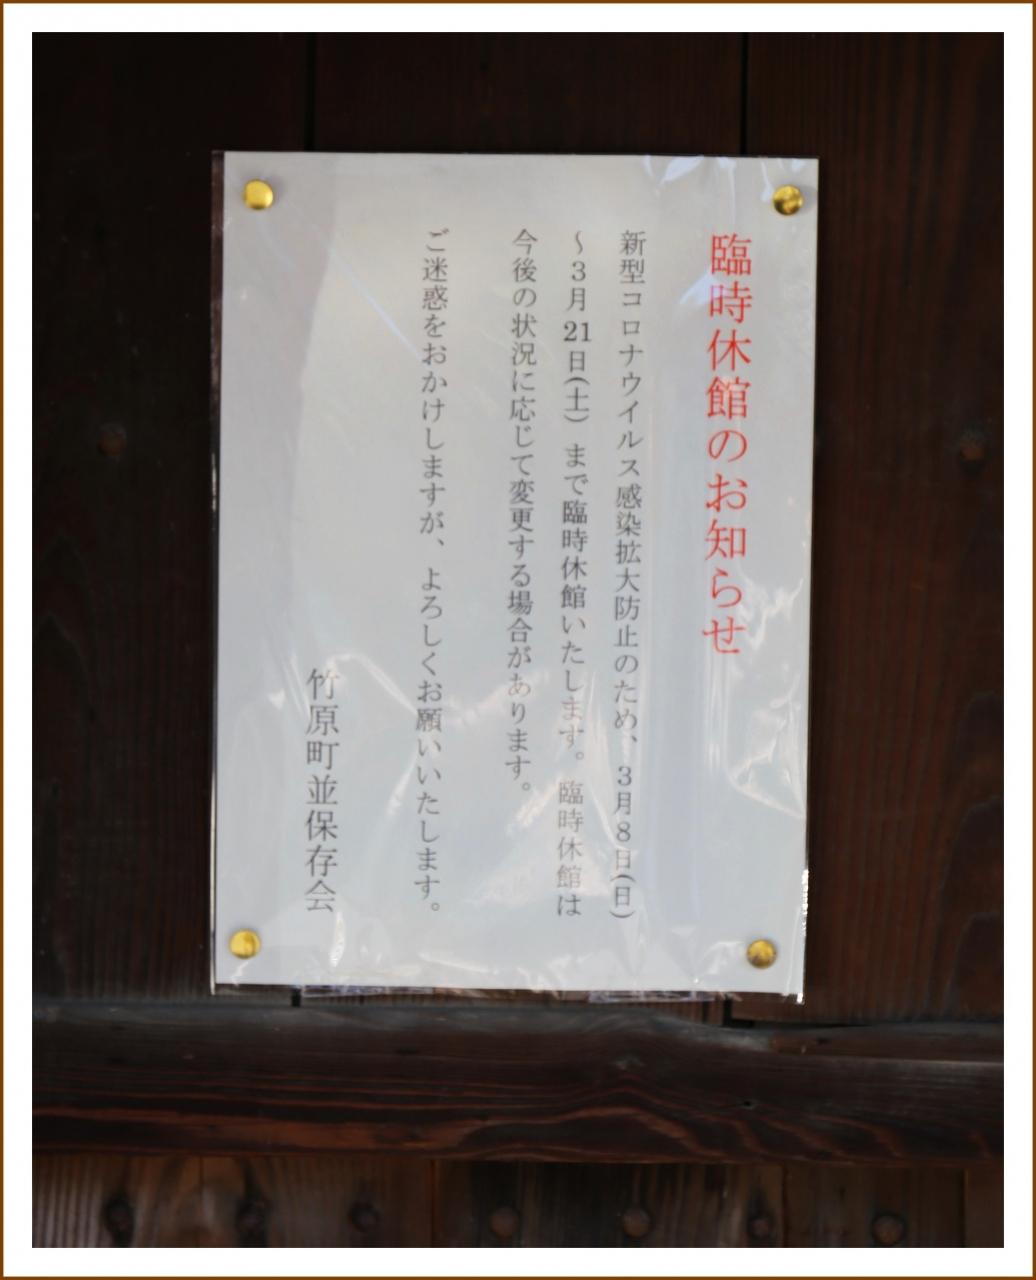 臨時休館のお知らせ
新型コロナウイルス感染拡大防止のため、3月8日(日)
～3月21日(土)まで臨時休館いたします。臨時休館は
今後の状況に応じて変更する場合があります。
ご迷惑をおかけしますが、よろしくお願いいたします。
竹原町並保存会